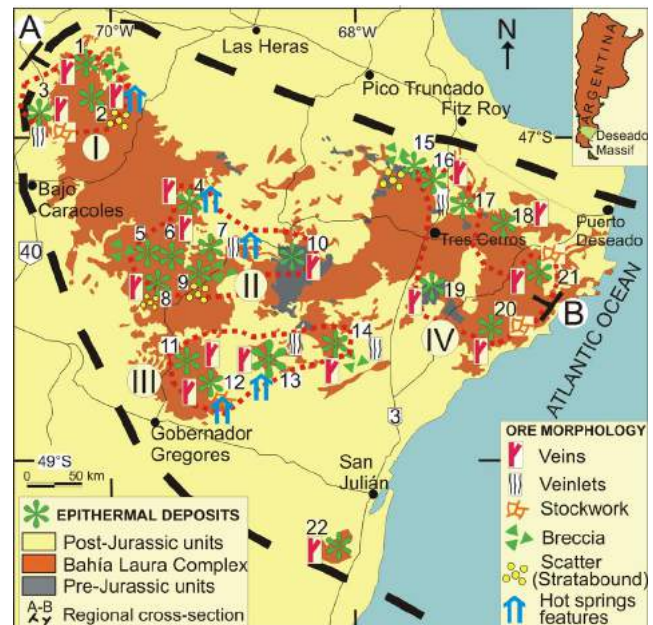 A
70°W
68°W
Las Heras
N
Pico Truncado
Fitz Roy
ARGENTINA
Deseado
Massif
47°S
1
2
3
I
Bajo
Caracoles
40
4
5
6
7
8
9
10
II
15
16
17
18
Puerto
Deseado
Tres Cerros
19
20
21
B
IV
11
12
13
14
III
3
ATLANTIC OCEAN
Gobernador
Gregores
49°S
0
50 km
San
Julián
22
EPITHERMAL DEPOSITS
Post-Jurassic units
Bahía Laura Complex
Pre-Jurassic units
A-B
Regional cross-section
ORE MORPHOLOGY
Veins
Veinlets
Stockwork
Breccia
Scatter
(Stratabound)
Hot springs
features